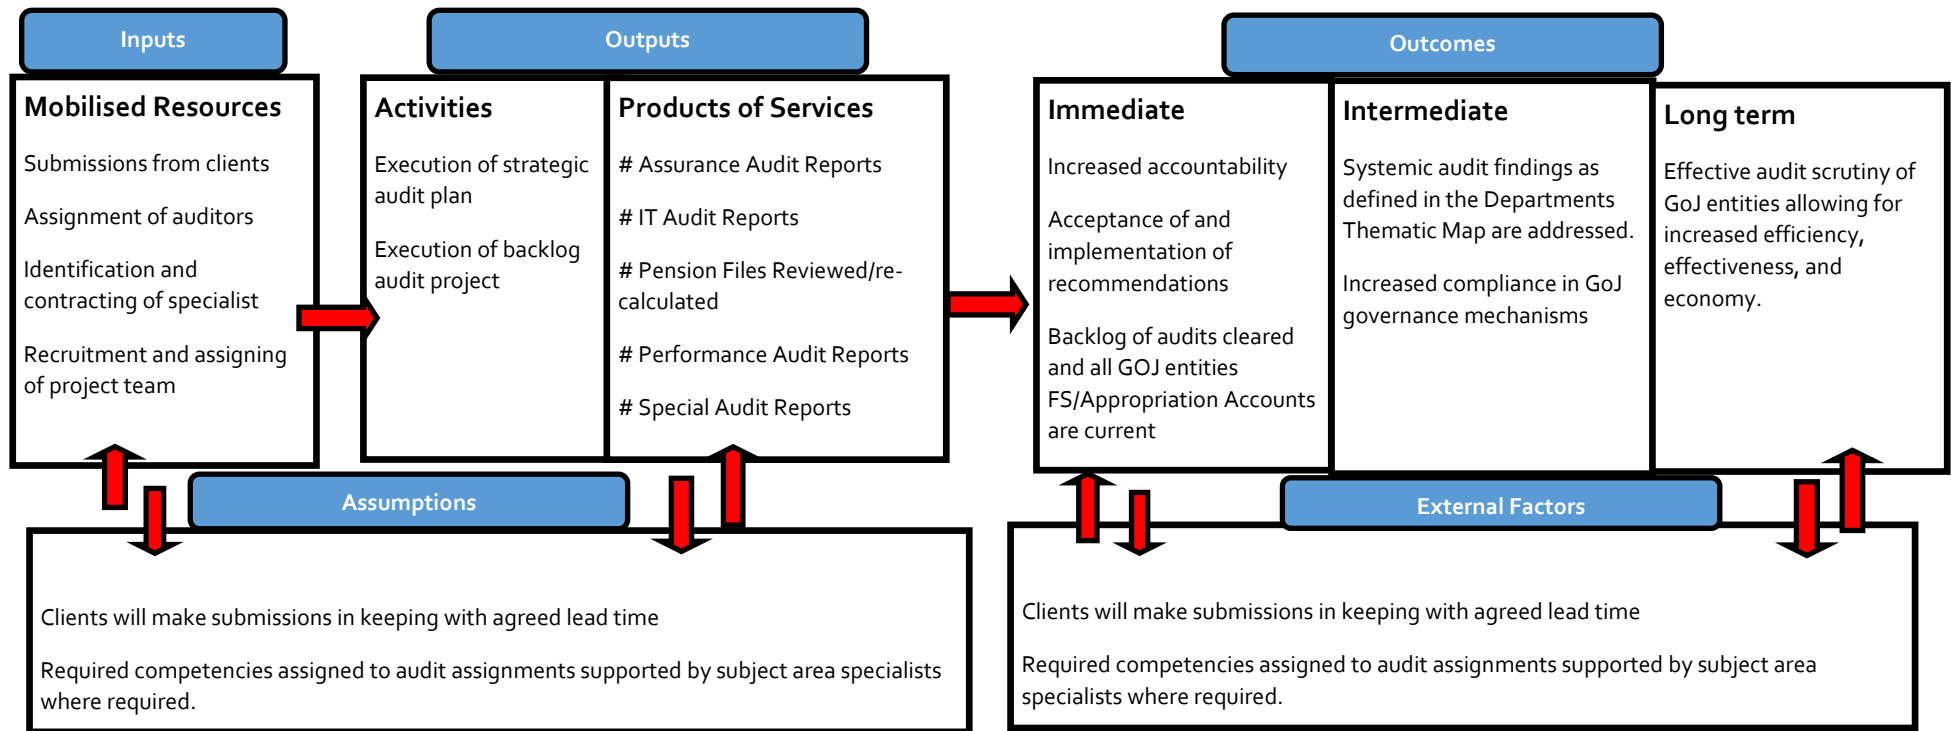 Inputs
Outputs
Outcomes
Mobilised Resources
Submissions from clients
Assignment of auditors
Identification and
contracting of specialist
Recruitment and assigning
of project team
Activities
Execution of strategic
audit plan
Execution of backlog
audit project
Products of Services
# Assurance Audit Reports
# IT Audit Reports
# Pension Files Reviewed/re-
calculated
# Performance Audit Reports
# Special Audit Reports
Immediate
Increased accountability
Acceptance of and
implementation of
recommendations
Backlog of audits cleared
and all GOJ entities
FS/Appropriation Accounts
are current
Intermediate
Systemic audit findings as
defined in the Departments
Thematic Map are addressed.
Increased compliance in GoJ
governance mechanisms
Long term
Effective audit scrutiny of
GoJ entities allowing for
increased efficiency,
effectiveness, and
economy.
Assumptions
Clients will make submissions in keeping with agreed lead time
Required competencies assigned to audit assignments supported by subject area specialists
where required.
External Factors
Clients will make submissions in keeping with agreed lead time
Required competencies assigned to audit assignments supported by subject area
specialists where required.